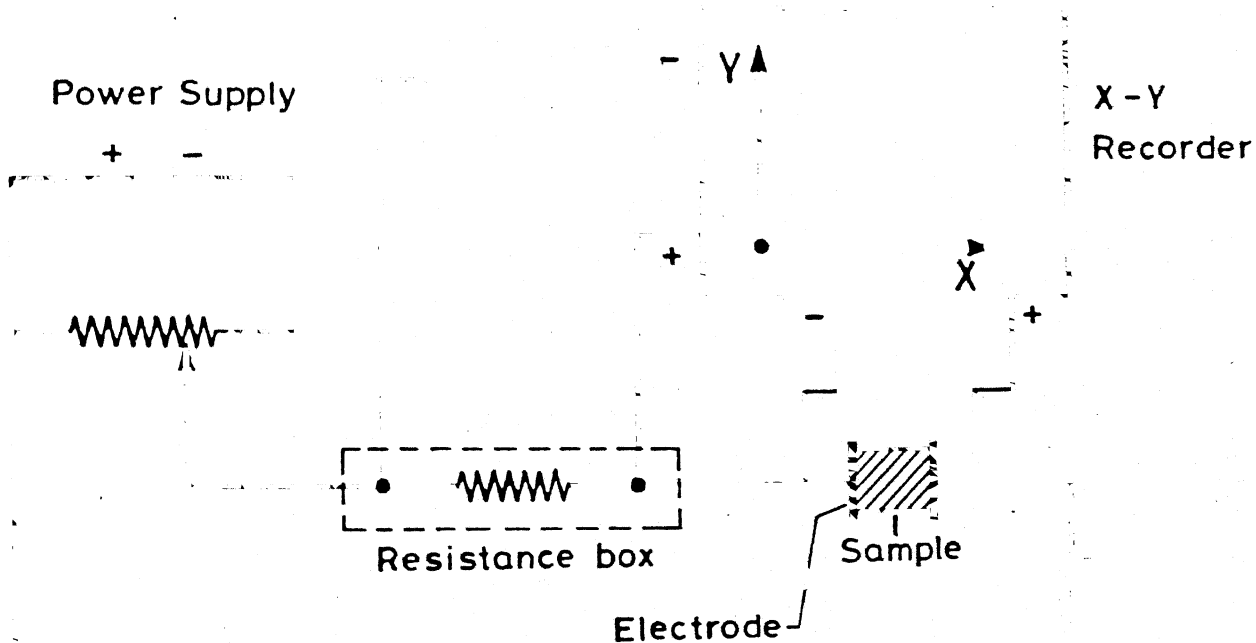 Power Supply
+ -
- Y
X - Y
Recorder
+
X
- +
Resistance box
Sample
Electrode